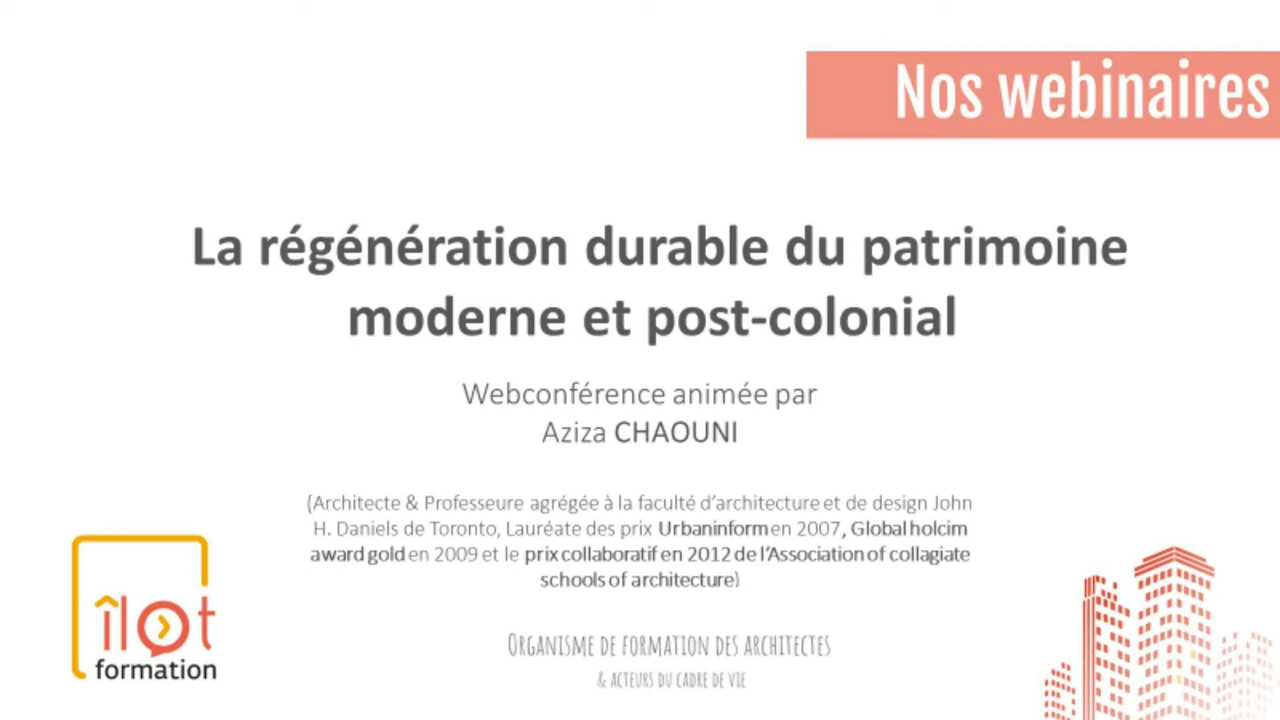 Nos webinaires
La régénération durable du patrimoine
moderne et post-colonial
Webconférence animée par
Aziza CHAOUNI
(Architecte & Professeure agrégée à la faculté d'architecture et de design John
H. Daniels de Toronto, Lauréate des prix Urbaninform en 2007, Global holcim
award gold en 2009 et le prix collaboratif en 2012 de l'Association of collagiate
schools of architecture)
îlot
formation
ORGANISME DE FORMATION DES ARCHITECTES
& ACTEURS DU CADRE DE VIE